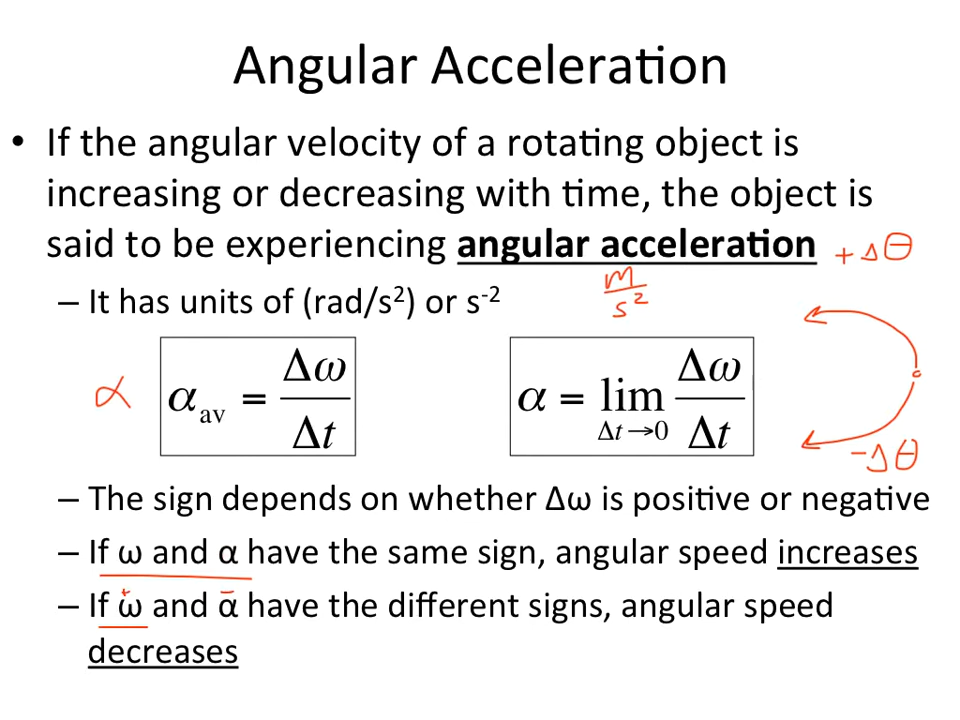 Angular Acceleration
• If the angular velocity of a rotating object is
increasing or decreasing with time, the object is
said to be experiencing angular acceleration
+Δθ
– It has units of (rad/s²) or s⁻²
m/s²
α
α_av = Δω/Δt
α = lim_{Δt→0} Δω/Δt
-Δθ
– The sign depends on whether Δω is positive or negative
– If ω and α have the same sign, angular speed increases
+ −
– If ω and α have the different signs, angular speed
decreases